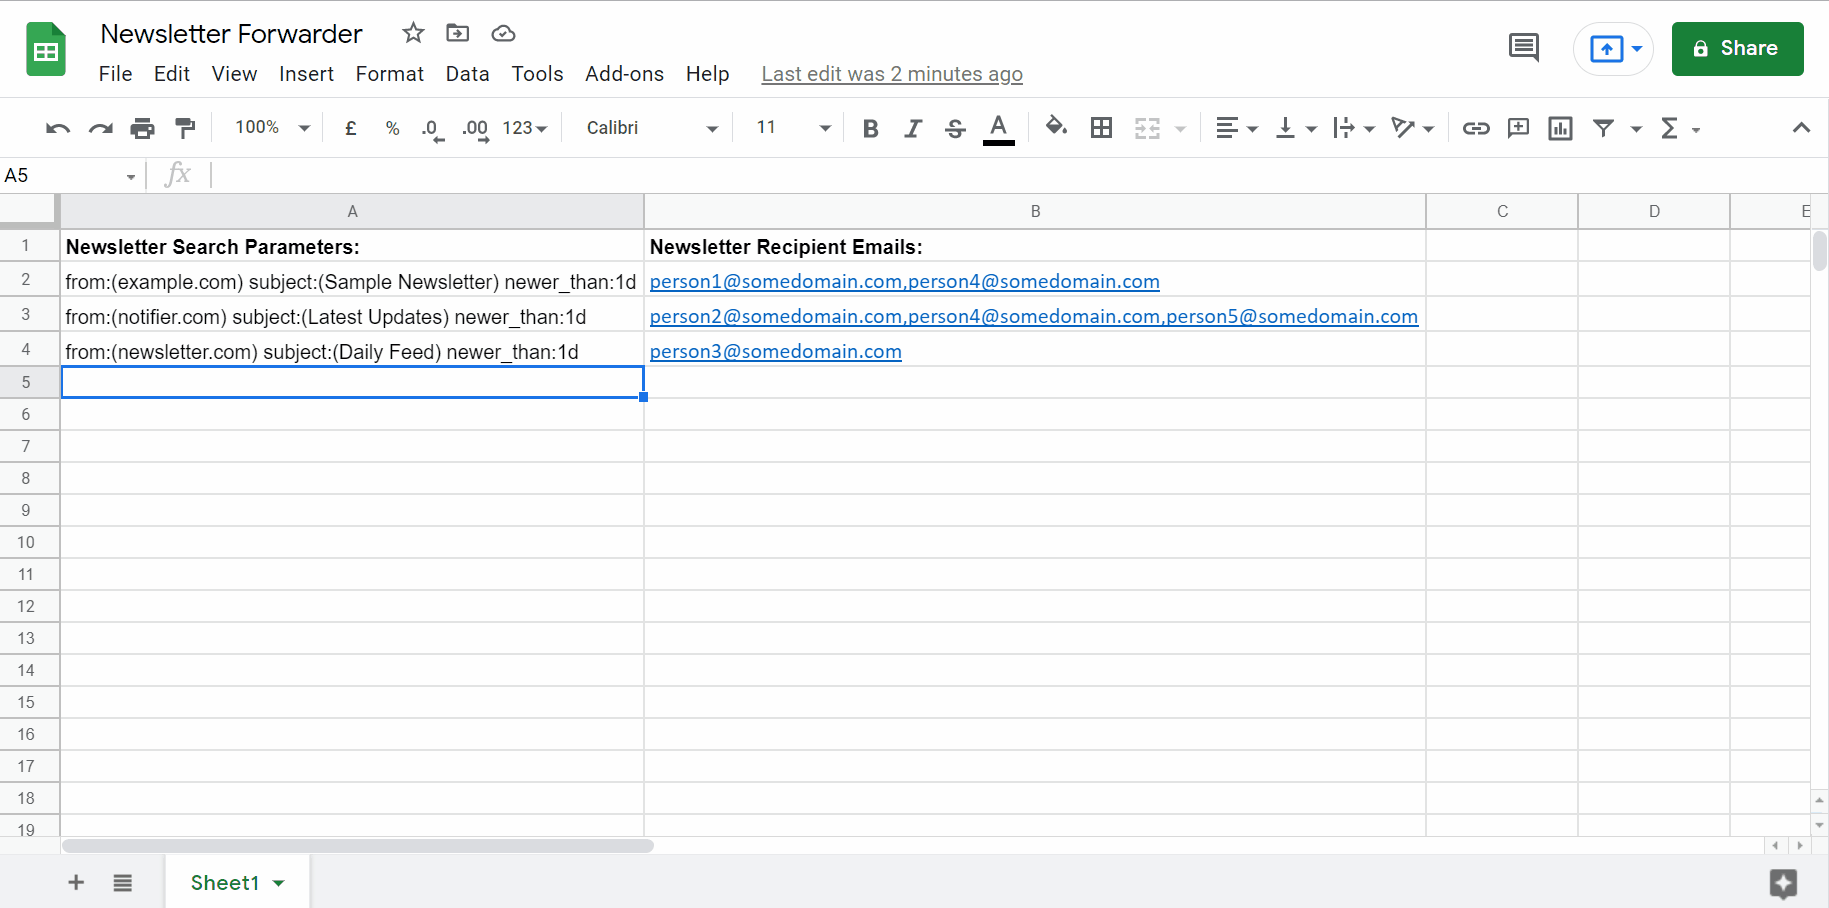 Newsletter Forwarder
File Edit View Insert Format Data Tools Add-ons Help Last edit was 2 minutes ago
Share
100% £ % .0 .00 123 Calibri 11 B I S A Σ
A5 fx
A B C D E
1 Newsletter Search Parameters: Newsletter Recipient Emails:
2 from:(example.com) subject:(Sample Newsletter) newer_than:1d person1@somedomain.com,person4@somedomain.com
3 from:(notifier.com) subject:(Latest Updates) newer_than:1d person2@somedomain.com,person4@somedomain.com,person5@somedomain.com
4 from:(newsletter.com) subject:(Daily Feed) newer_than:1d person3@somedomain.com
5
6
7
8
9
10
11
12
13
14
15
16
17
18
19
Sheet1